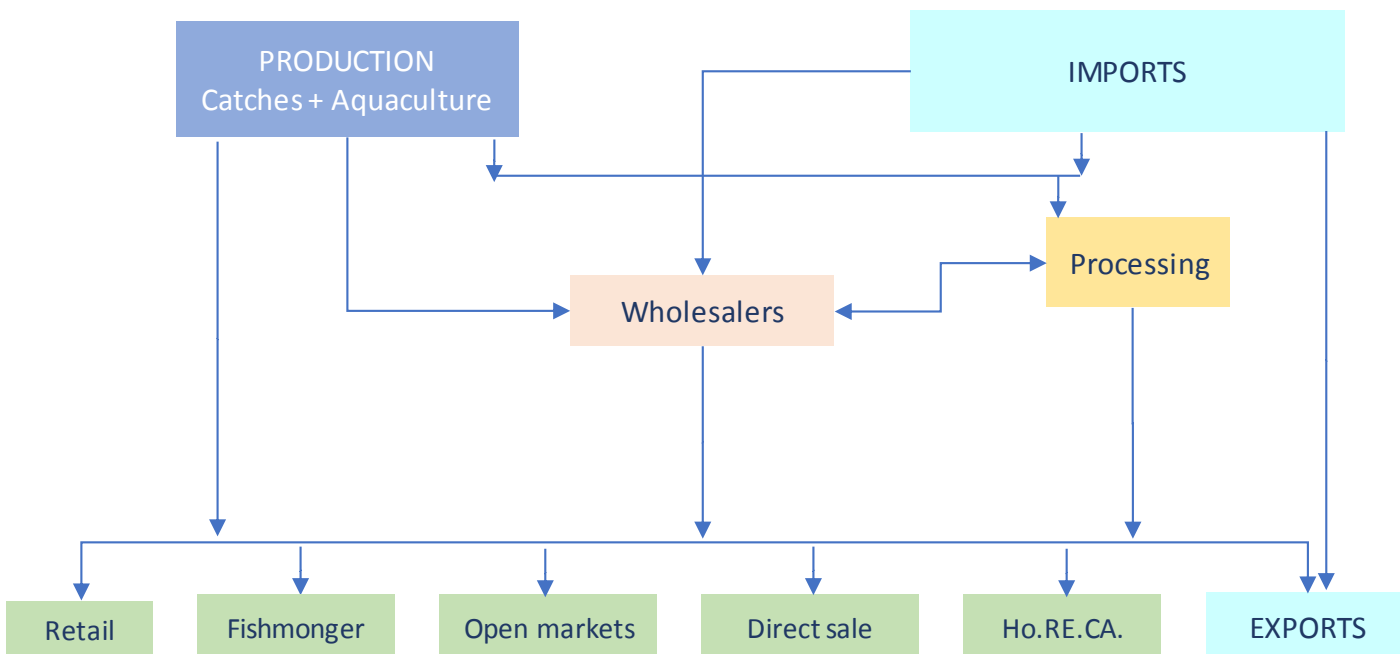 PRODUCTION
Catches + Aquaculture
IMPORTS
Processing
Wholesalers
Retail
Fishmonger
Open markets
Direct sale
Ho.RE.CA.
EXPORTS